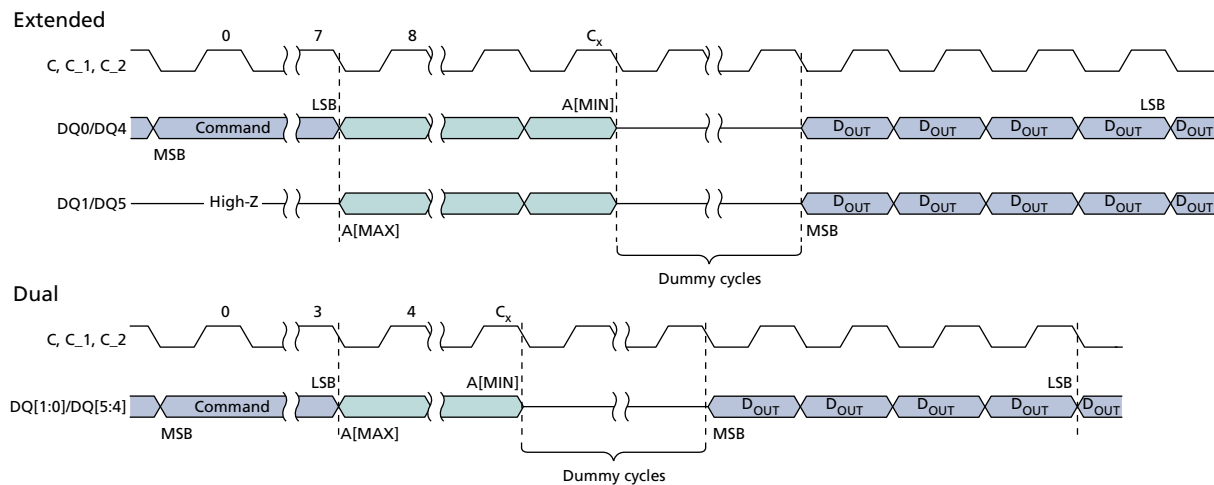 Extended
0 7 8 Cx
C, C_1, C_2
LSB A[MIN] LSB
DQ0/DQ4 Command DOUT DOUT DOUT DOUT DOUT
MSB
DQ1/DQ5 High-Z DOUT DOUT DOUT DOUT DOUT
A[MAX] MSB
Dummy cycles
Dual
0 3 4 Cx
C, C_1, C_2
LSB A[MIN] LSB
DQ[1:0]/DQ[5:4] Command DOUT DOUT DOUT DOUT DOUT
MSB A[MAX] MSB
Dummy cycles